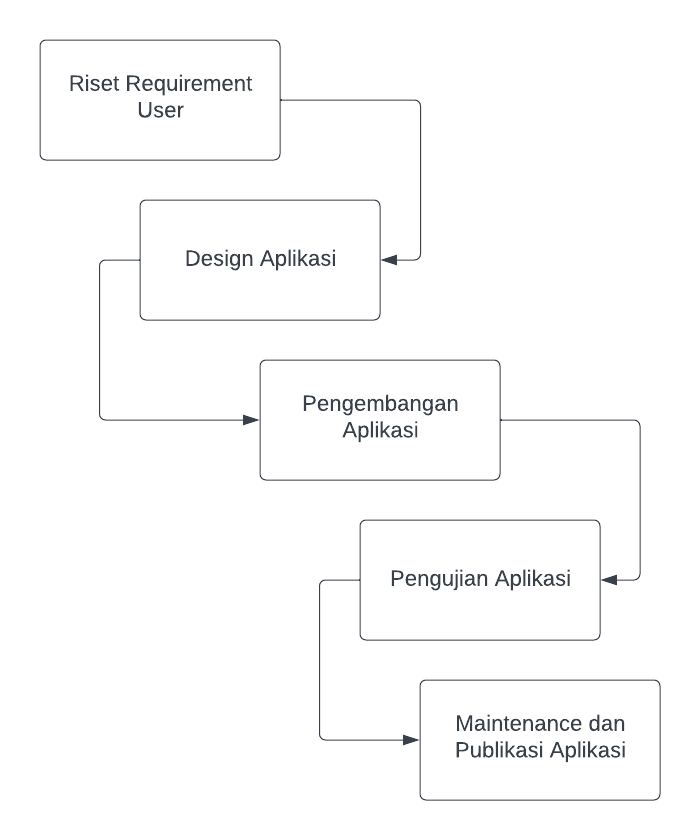 Riset Requirement
User
Design Aplikasi
Pengembangan
Aplikasi
Pengujian Aplikasi
Maintenance dan
Publikasi Aplikasi